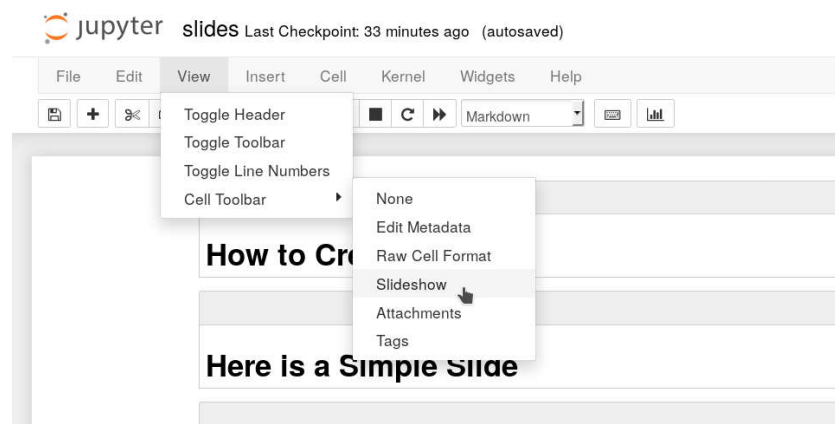 jupyter slides Last Checkpoint: 33 minutes ago (autosaved)
File Edit View Insert Cell Kernel Widgets Help
Markdown
Toggle Header
Toggle Toolbar
Toggle Line Numbers
Cell Toolbar
None
Edit Metadata
Raw Cell Format
Slideshow
Attachments
Tags
How to
Here is a Simple Slide